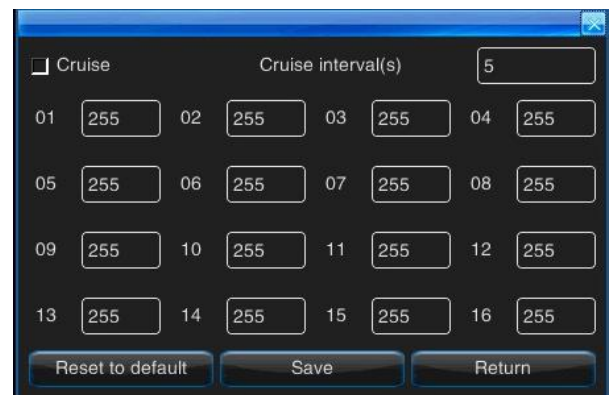 Cruise Cruise interval(s) 5
01 255 02 255 03 255 04 255
05 255 06 255 07 255 08 255
09 255 10 255 11 255 12 255
13 255 14 255 15 255 16 255
Reset to default Save Return